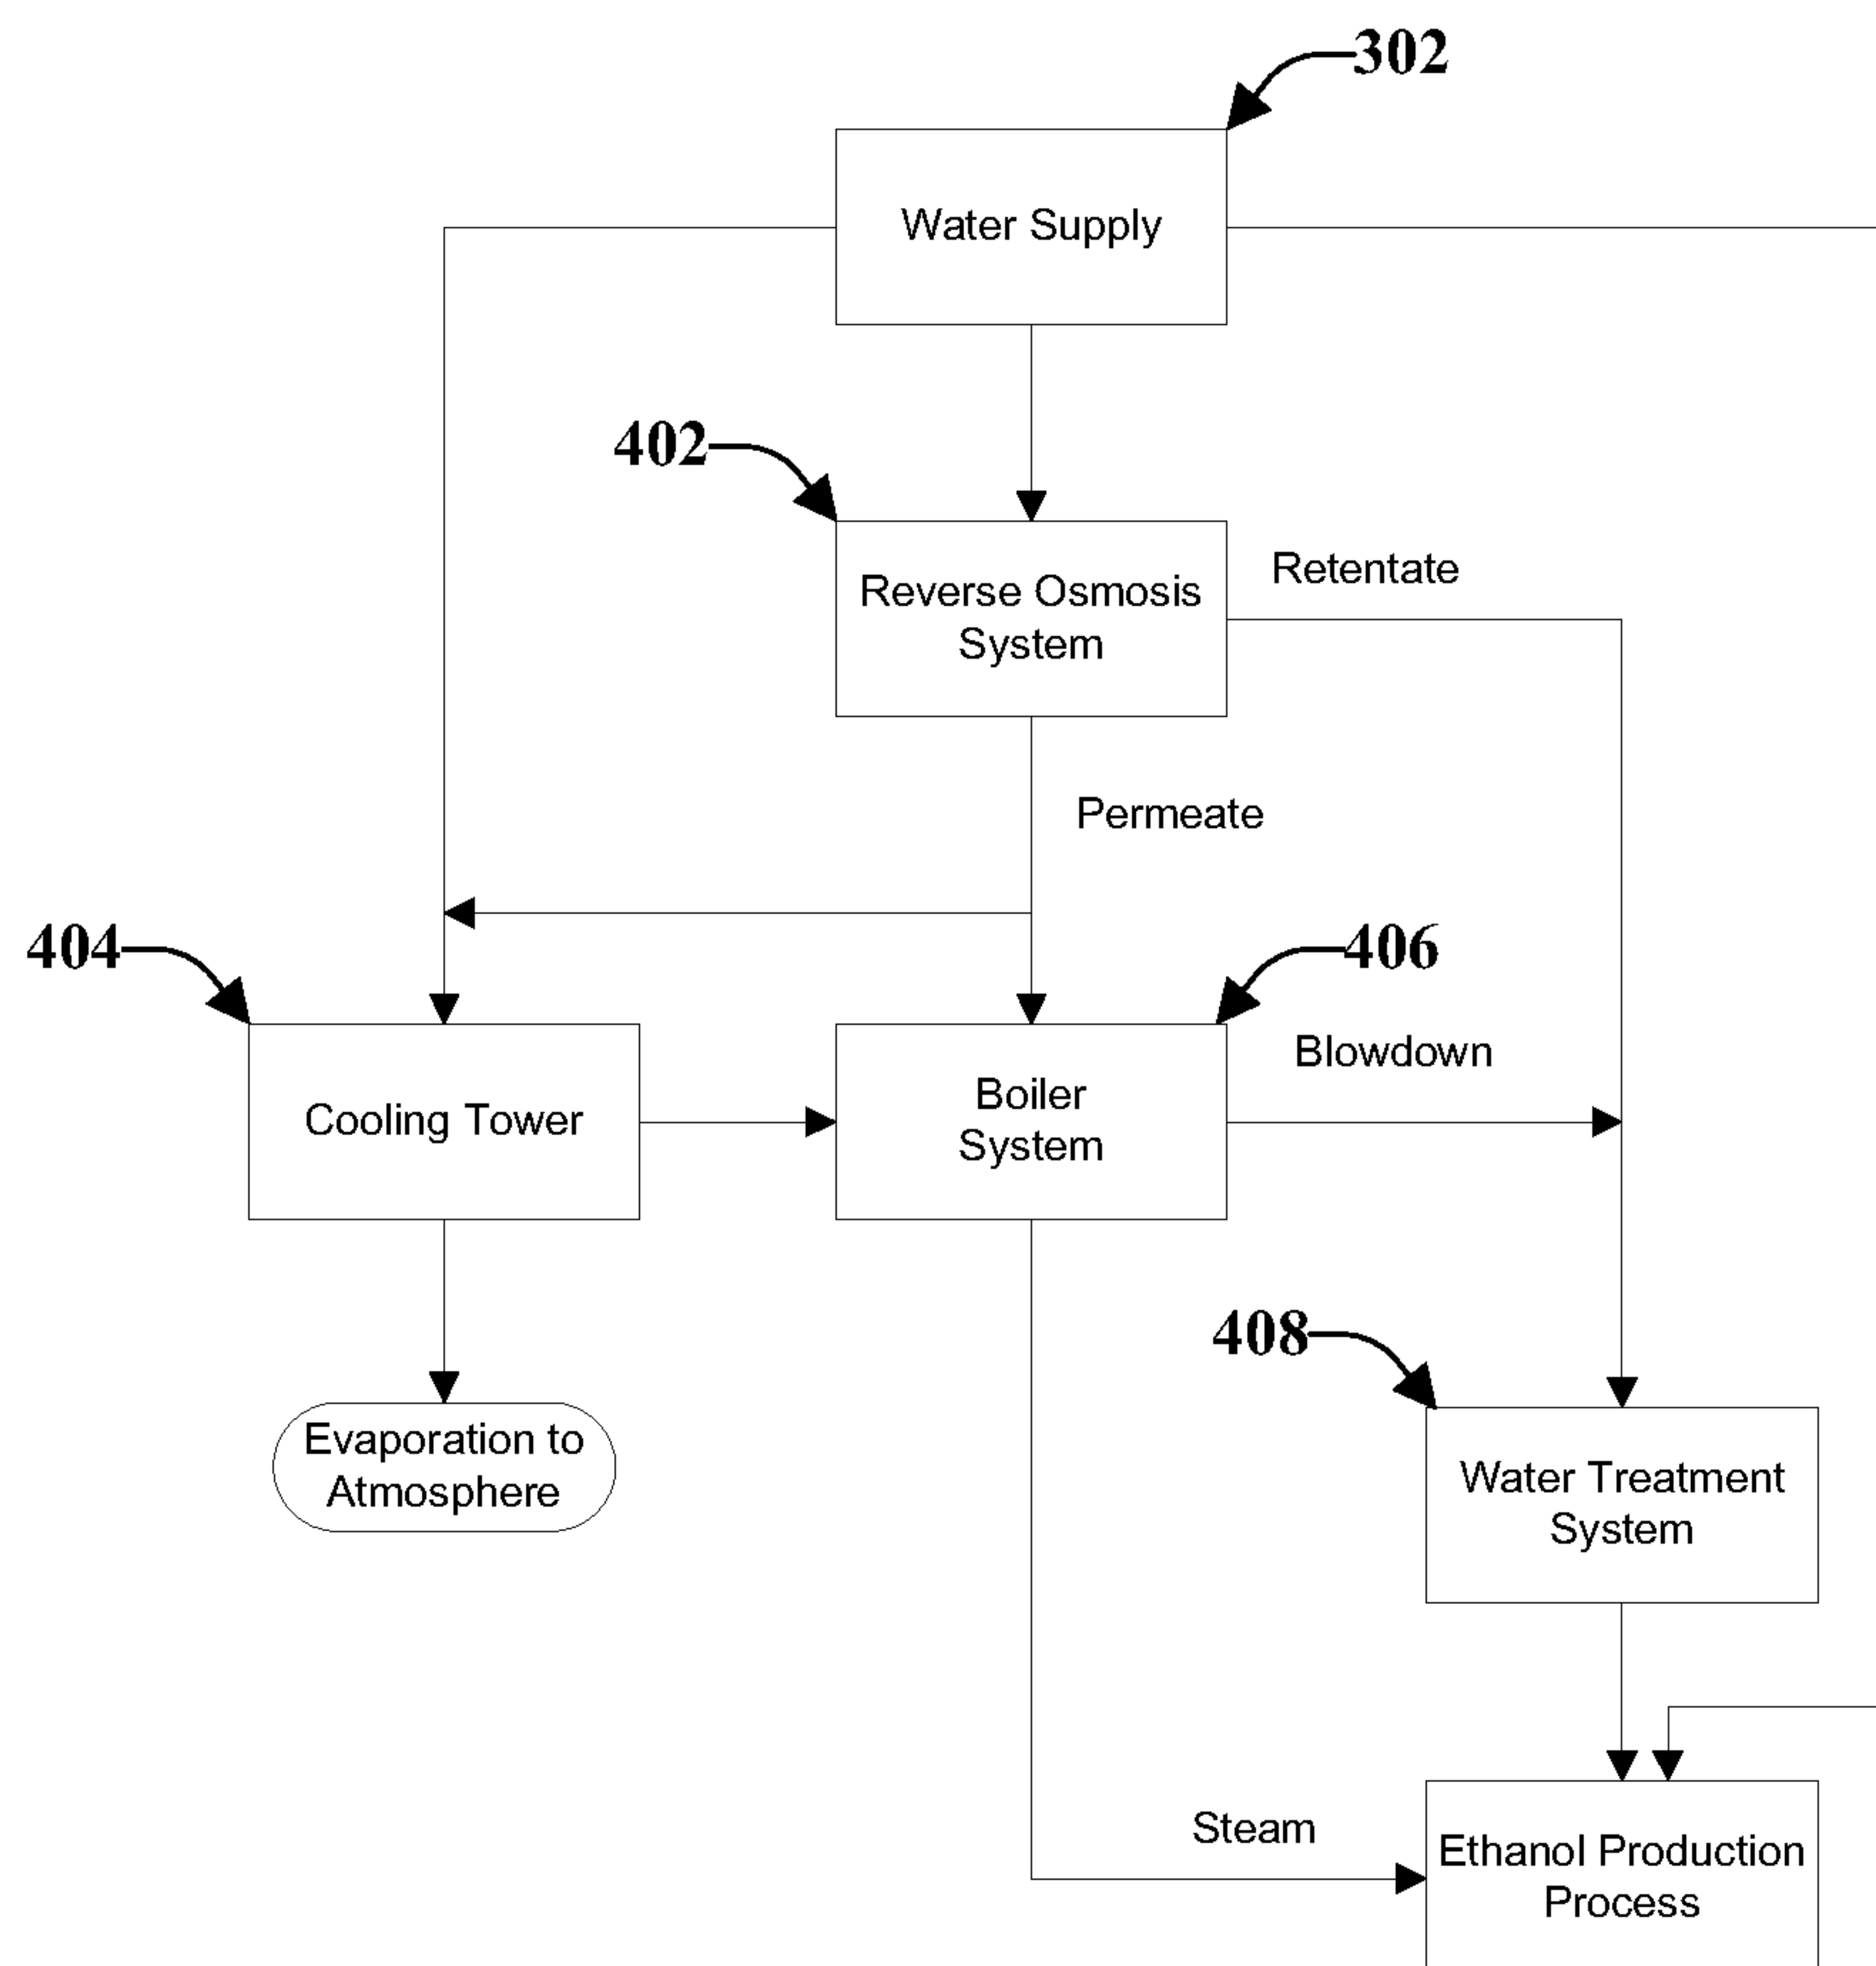 302
Water Supply
402
Reverse Osmosis
System
Retentate
Permeate
404
406
Cooling Tower
Boiler
System
Blowdown
408
Evaporation to
Atmosphere
Water Treatment
System
Steam
Ethanol Production
Process